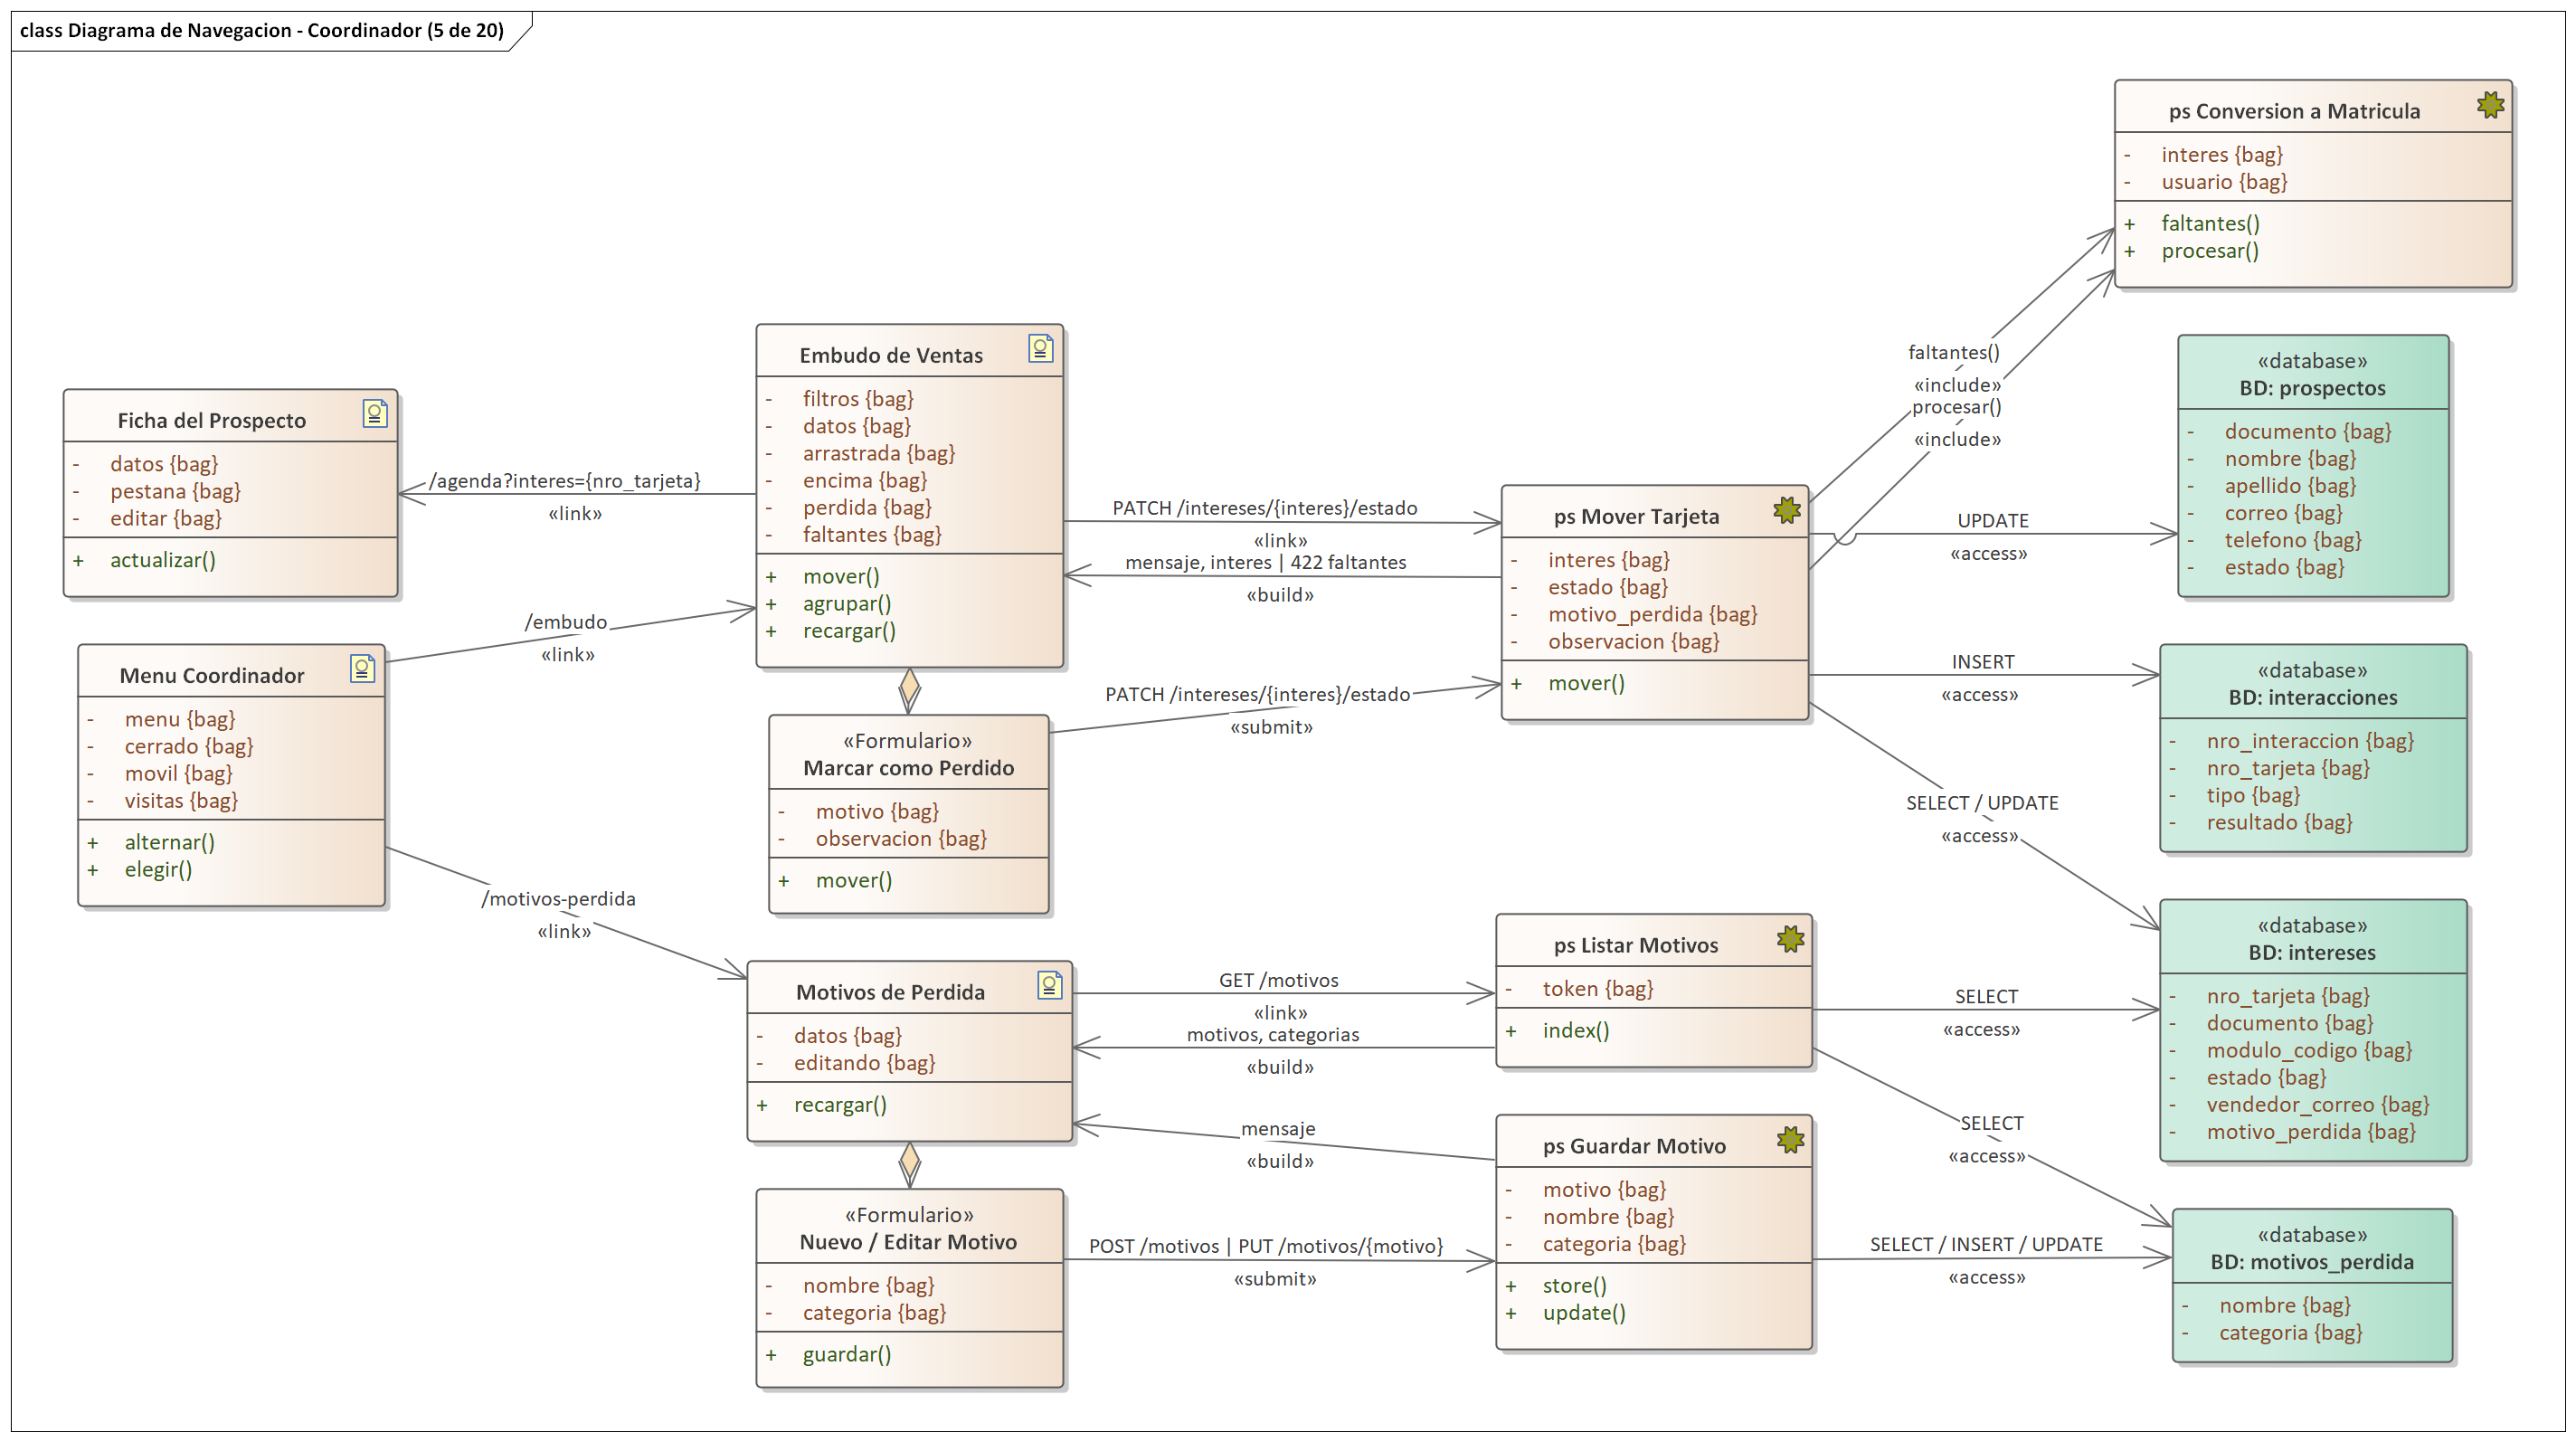 class Diagrama de Navegacion - Coordinador (5 de 20)
ps Conversion a Matricula
- interes {bag}
- usuario {bag}
+ faltantes()
+ procesar()
Embudo de Ventas
- filtros {bag}
- datos {bag}
- arrastrada {bag}
- encima {bag}
- perdida {bag}
- faltantes {bag}
+ mover()
+ agrupar()
+ recargar()
Ficha del Prospecto
- datos {bag}
- pestana {bag}
- editar {bag}
+ actualizar()
/agenda?interes={nro_tarjeta}
«link»
faltantes()
«include»
procesar()
«include»
«database»
BD: prospectos
- documento {bag}
- nombre {bag}
- apellido {bag}
- correo {bag}
- telefono {bag}
- estado {bag}
PATCH /intereses/{interes}/estado
«link»
mensaje, interes | 422 faltantes
«build»
ps Mover Tarjeta
- interes {bag}
- estado {bag}
- motivo_perdida {bag}
- observacion {bag}
+ mover()
UPDATE
«access»
/embudo
«link»
Menu Coordinador
- menu {bag}
- cerrado {bag}
- movil {bag}
- visitas {bag}
+ alternar()
+ elegir()
INSERT
«access»
«database»
BD: interacciones
- nro_interaccion {bag}
- nro_tarjeta {bag}
- tipo {bag}
- resultado {bag}
PATCH /intereses/{interes}/estado
«submit»
«Formulario»
Marcar como Perdido
- motivo {bag}
- observacion {bag}
+ mover()
SELECT / UPDATE
«access»
/motivos-perdida
«link»
Motivos de Perdida
- datos {bag}
- editando {bag}
+ recargar()
GET /motivos
«link»
motivos, categorias
«build»
ps Listar Motivos
- token {bag}
+ index()
SELECT
«access»
«database»
BD: intereses
- nro_tarjeta {bag}
- documento {bag}
- modulo_codigo {bag}
- estado {bag}
- vendedor_correo {bag}
- motivo_perdida {bag}
SELECT
«access»
mensaje
«build»
ps Guardar Motivo
- motivo {bag}
- nombre {bag}
- categoria {bag}
+ store()
+ update()
«Formulario»
Nuevo / Editar Motivo
- nombre {bag}
- categoria {bag}
+ guardar()
POST /motivos | PUT /motivos/{motivo}
«submit»
SELECT / INSERT / UPDATE
«access»
«database»
BD: motivos_perdida
- nombre {bag}
- categoria {bag}